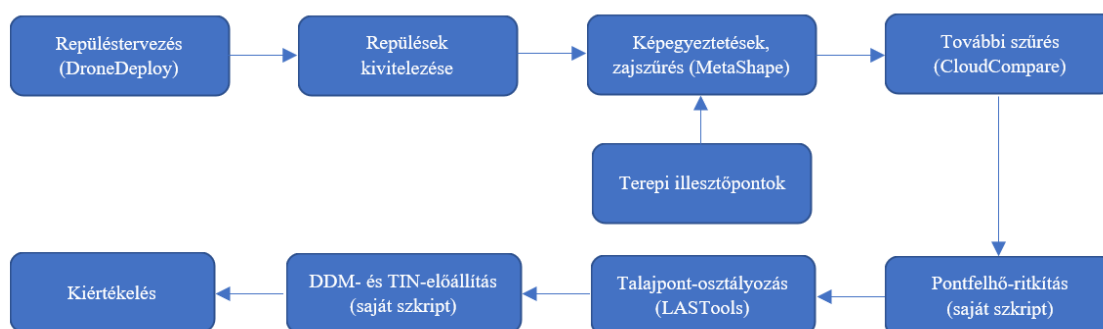 Repüléstervezés
(DroneDeploy)
Repülések
kivitelezése
Képegyeztetések,
zajszűrés (MetaShape)
További szűrés
(CloudCompare)
Terepi illesztőpontok
Pontfelhő-ritkítás
(saját szkript)
Talajpont-osztályozás
(LASTools)
DDM- és TIN-előállítás
(saját szkript)
Kiértékelés